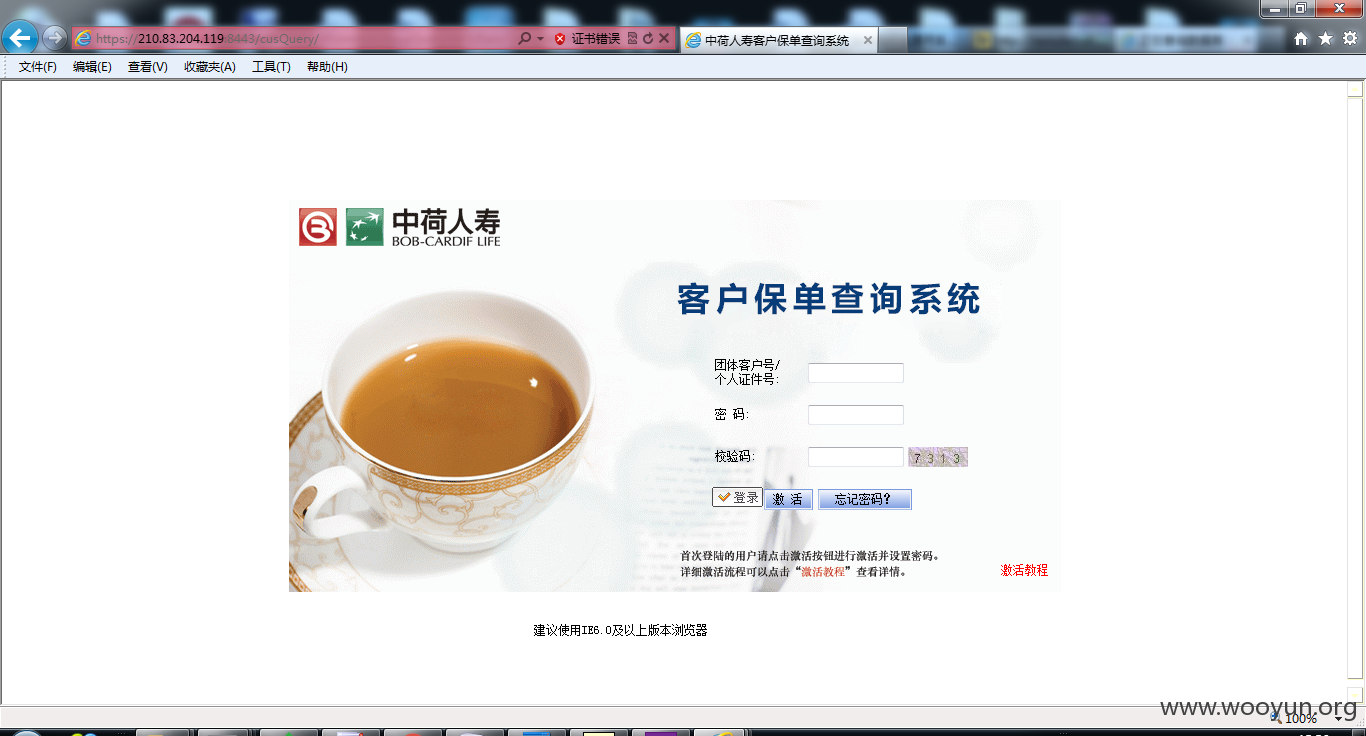 https://210.83.204.119:8443/cusQuery/
证书错误
中荷人寿客户保单查询系统
文件(F) 编辑(E) 查看(V) 收藏夹(A) 工具(T) 帮助(H)
中荷人寿
BOB-CARDIF LIFE
客户保单查询系统
团体客户号/
个人证件号:
密 码:
校验码:
7313
登录 激 活 忘记密码?
首次登陆的用户请点击激活按钮进行激活并设置密码。
详细激活流程可以点击“激活教程”查看详情。
激活教程
建议使用IE6.0及以上版本浏览器
www.wooyun.org
100%